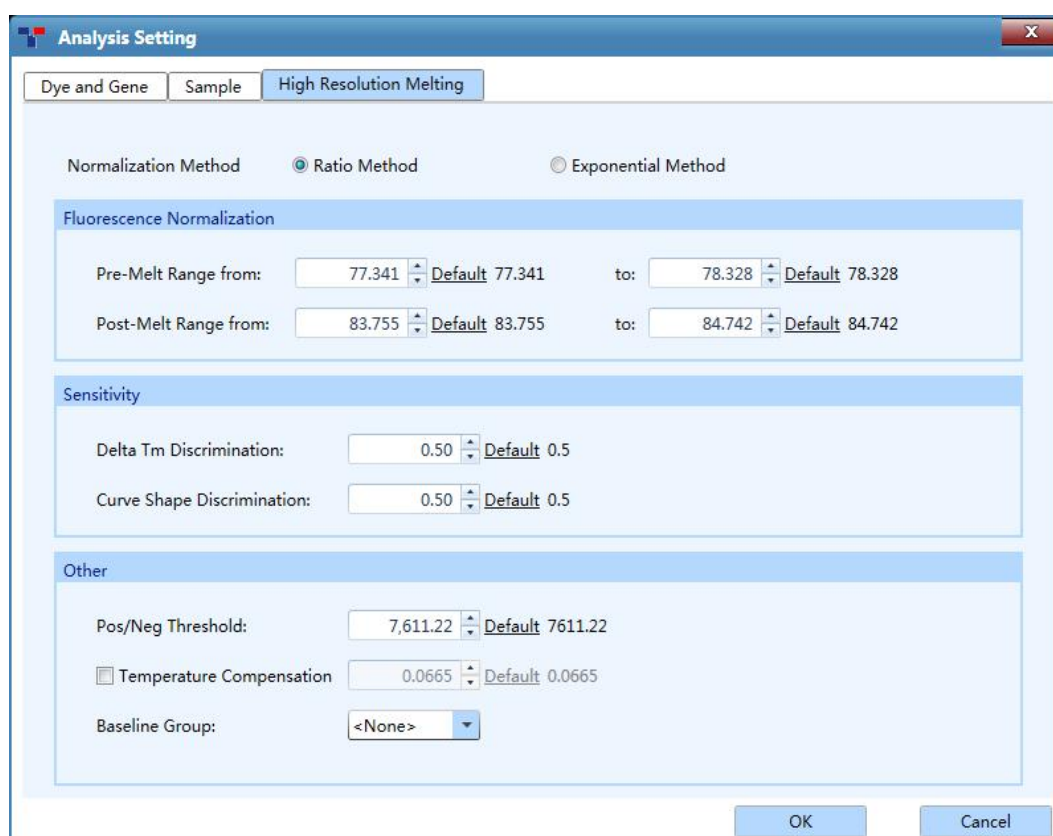 Analysis Setting
x
Dye and Gene Sample High Resolution Melting
Normalization Method Ratio Method Exponential Method
Fluorescence Normalization
Pre-Melt Range from: 77.341 Default 77.341 to: 78.328 Default 78.328
Post-Melt Range from: 83.755 Default 83.755 to: 84.742 Default 84.742
Sensitivity
Delta Tm Discrimination: 0.50 Default 0.5
Curve Shape Discrimination: 0.50 Default 0.5
Other
Pos/Neg Threshold: 7,611.22 Default 7611.22
Temperature Compensation 0.0665 Default 0.0665
Baseline Group: <None>
OK Cancel